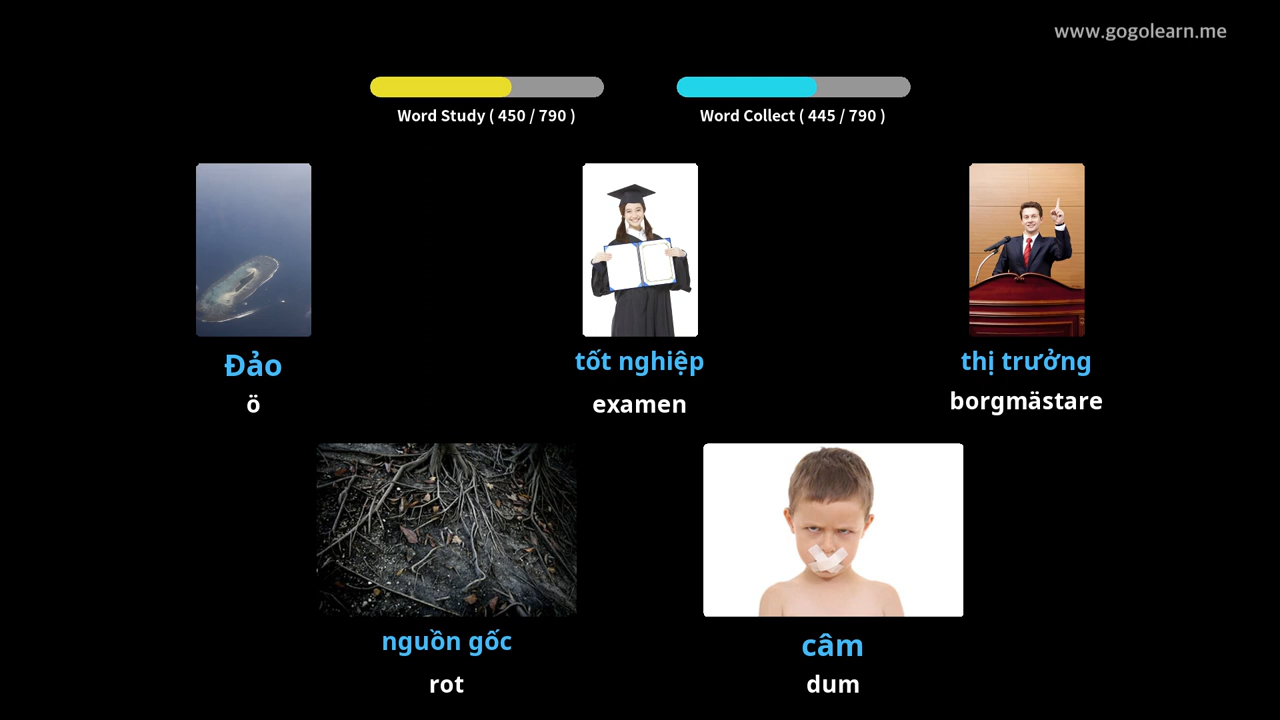 www.gogolearn.me
Word Study ( 450 / 790 )
Word Collect ( 445 / 790 )
Đảo
ö
tốt nghiệp
examen
thị trưởng
borgmästare
nguồn gốc
rot
câm
dum